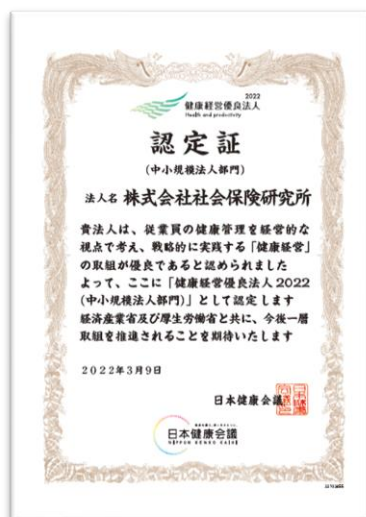 2022
健康経営優良法人
Health and productivity
認定証
(中小規模法人部門)
法人名 株式会社社会保険研究所
貴法人は、従業員の健康管理を経営的な
視点で考え、戦略的に実践する「健康経営」
の取組が優良であると認められました
よって、ここに「健康経営優良法人2022
(中小規模法人部門)」として認定します
経済産業省及び厚生労働省と共に、今後一層
取組を推進されることを期待いたします
2022年3月9日
日本健康会議
日本健康会議
NIPPON KENKO KAIGI